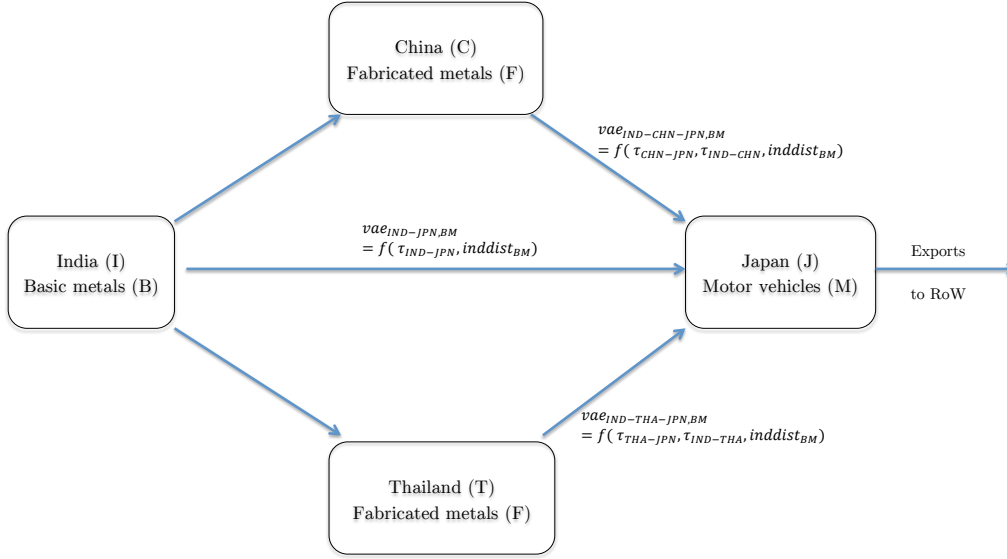 China (C)
Fabricated metals (F)
vae_{IND-CHN-JPN,BM}
= f( τ_{CHN-JPN}, τ_{IND-CHN}, inddist_{BM})
vae_{IND-JPN,BM}
= f( τ_{IND-JPN}, inddist_{BM})
India (I)
Basic metals (B)
Japan (J)
Motor vehicles (M)
Exports
to RoW
vae_{IND-THA-JPN,BM}
= f( τ_{THA-JPN}, τ_{IND-THA}, inddist_{BM})
Thailand (T)
Fabricated metals (F)